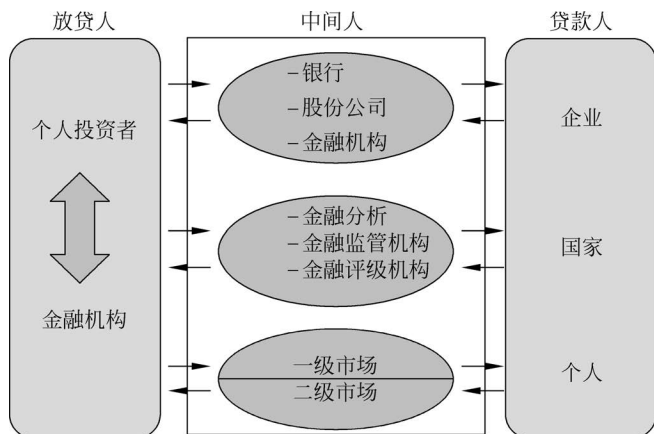 放贷人
中间人
贷款人
个人投资者
金融机构
–银行
–股份公司
–金融机构
–金融分析
–金融监管机构
–金融评级机构
一级市场
二级市场
企业
国家
个人